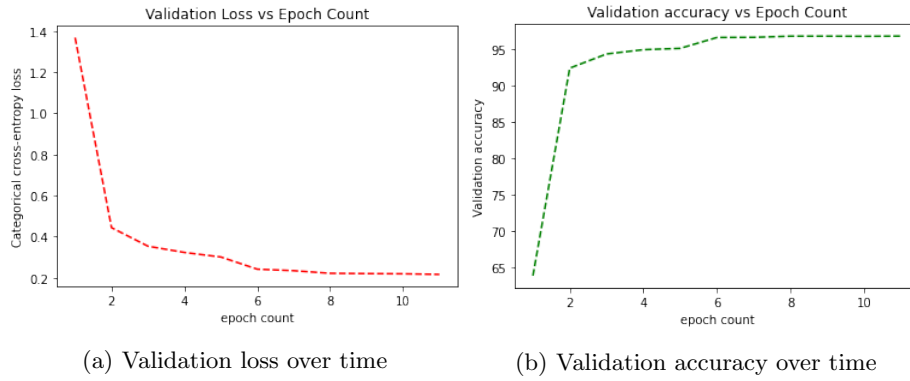 Validation Loss vs Epoch Count
Categorical cross-entropy loss
1.4
1.2
1.0
0.8
0.6
0.4
0.2
2 4 6 8 10
epoch count
(a) Validation loss over time
Validation accuracy vs Epoch Count
Validation accuracy
95
90
85
80
75
70
65
2 4 6 8 10
epoch count
(b) Validation accuracy over time